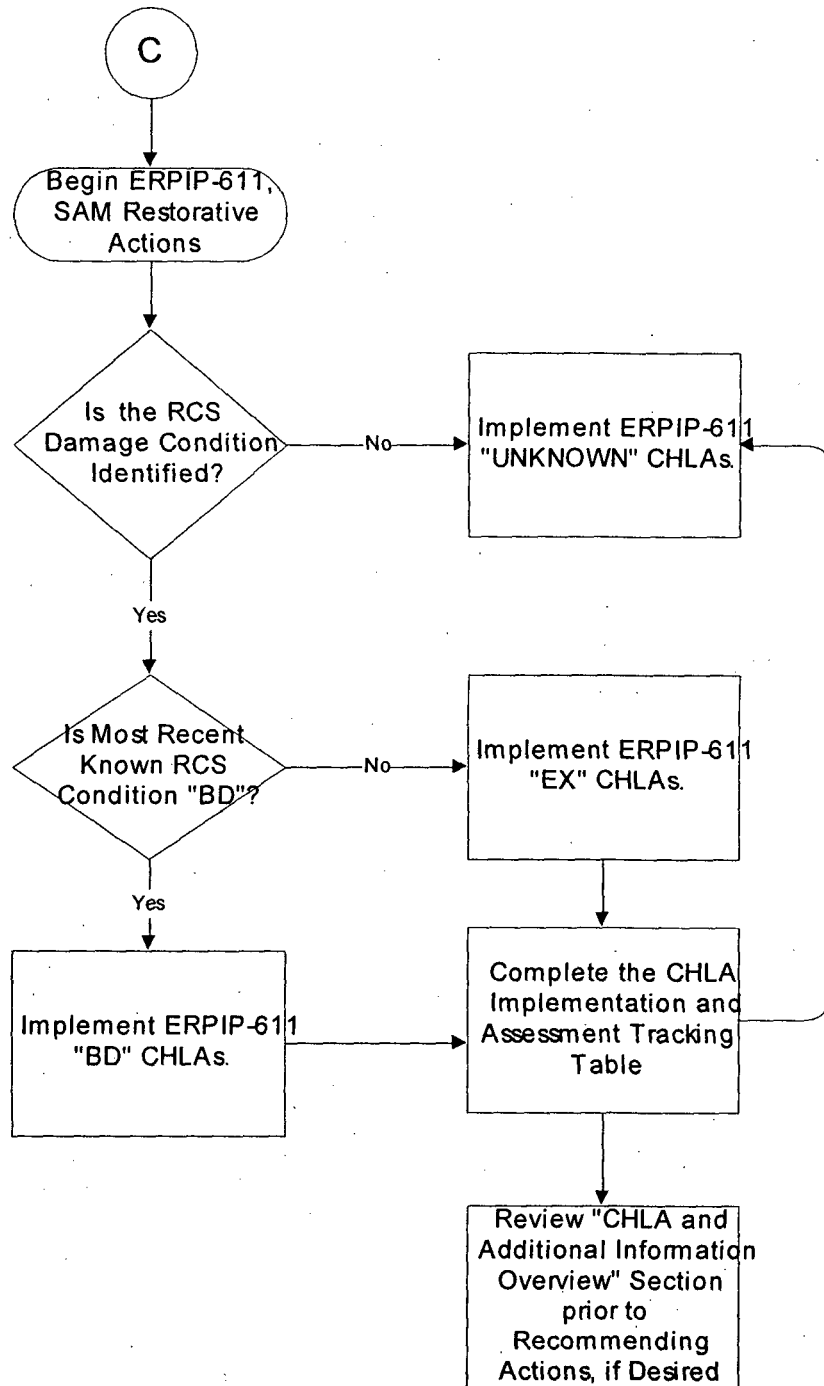 C
Begin ERPIP-611,
SAM Restorative
Actions
Is the RCS
Damage Condition
Identified?
No
Implement ERPIP-611
"UNKNOWN" CHLAs.
Yes
Is Most Recent
Known RCS
Condition "BD"?
No
Implement ERPIP-611
"EX" CHLAs.
Yes
Implement ERPIP-611
"BD" CHLAs.
Complete the CHLA
Implementation and
Assessment Tracking
Table
Review "CHLA and
Additional Information
Overview" Section
prior to
Recommending
Actions, if Desired